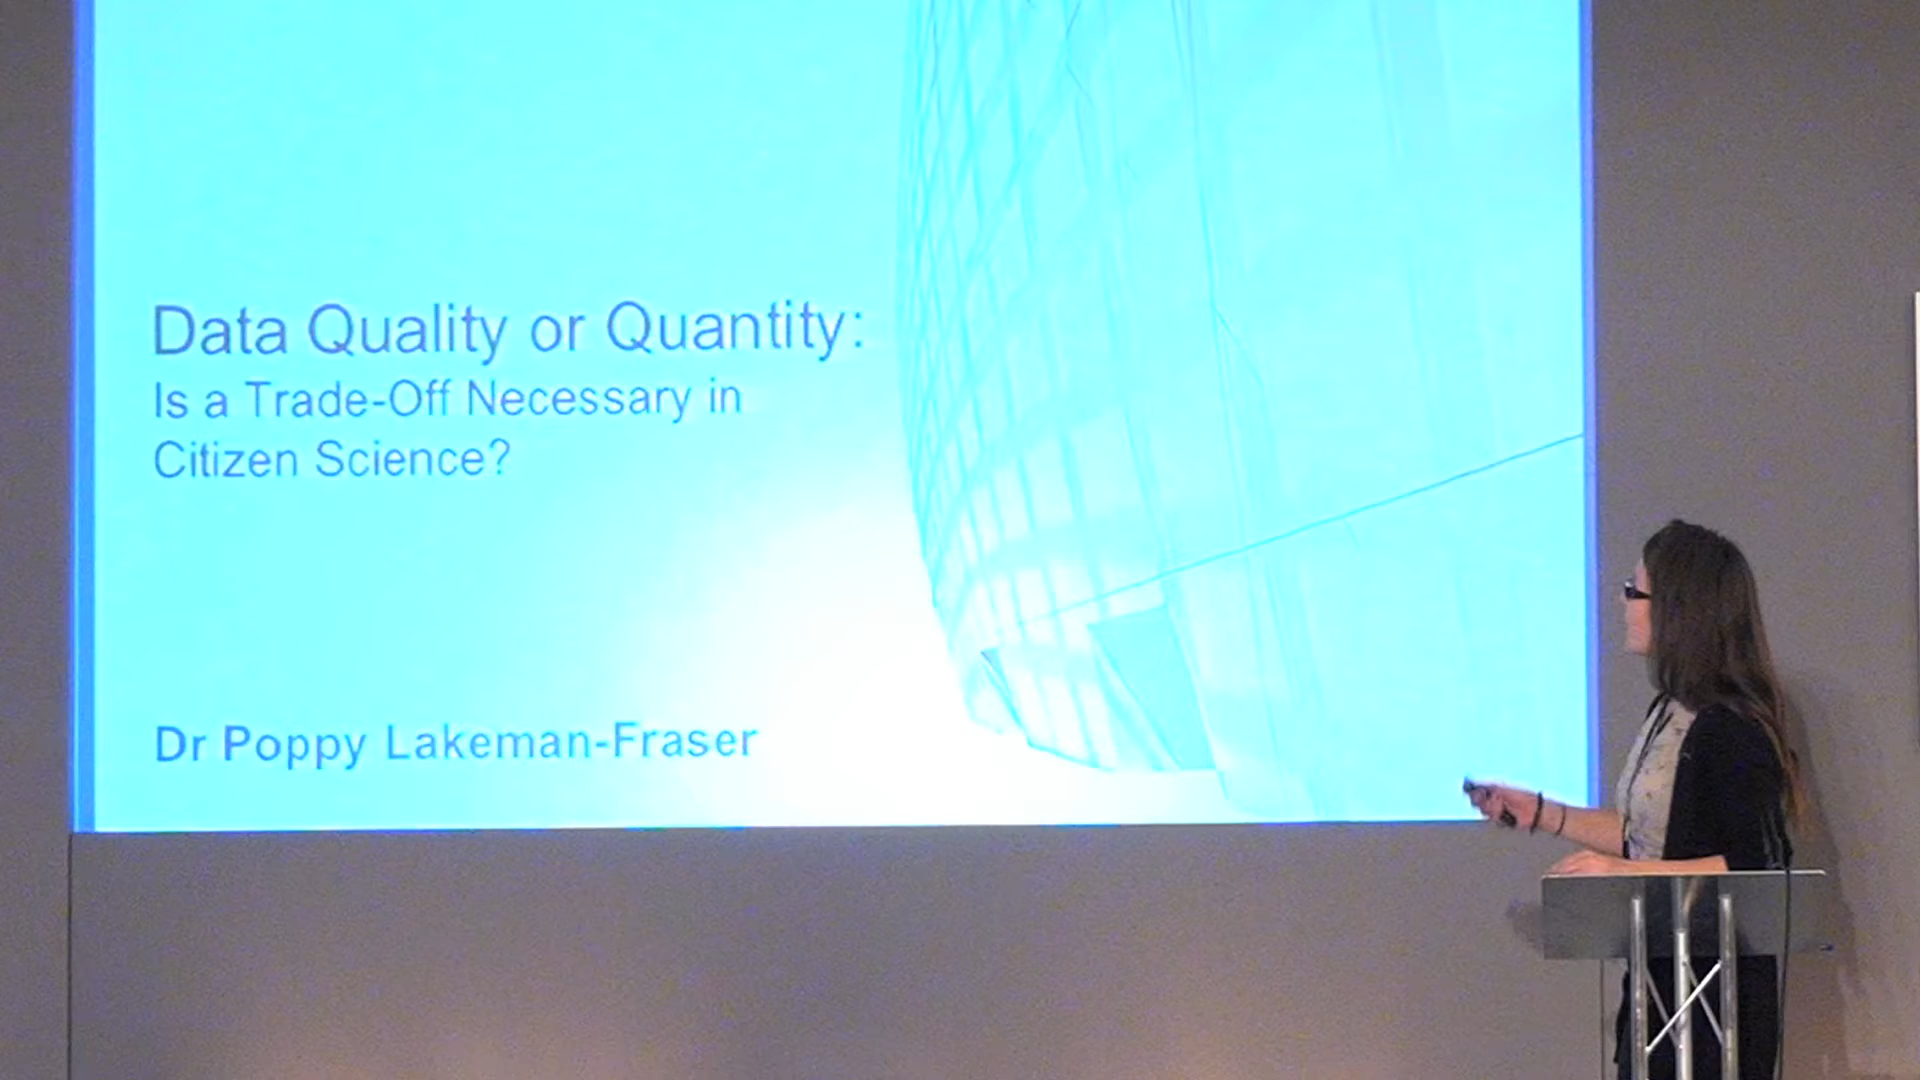 Data Quality or Quantity:
Is a Trade-Off Necessary in
Citizen Science?
Dr Poppy Lakeman-Fraser